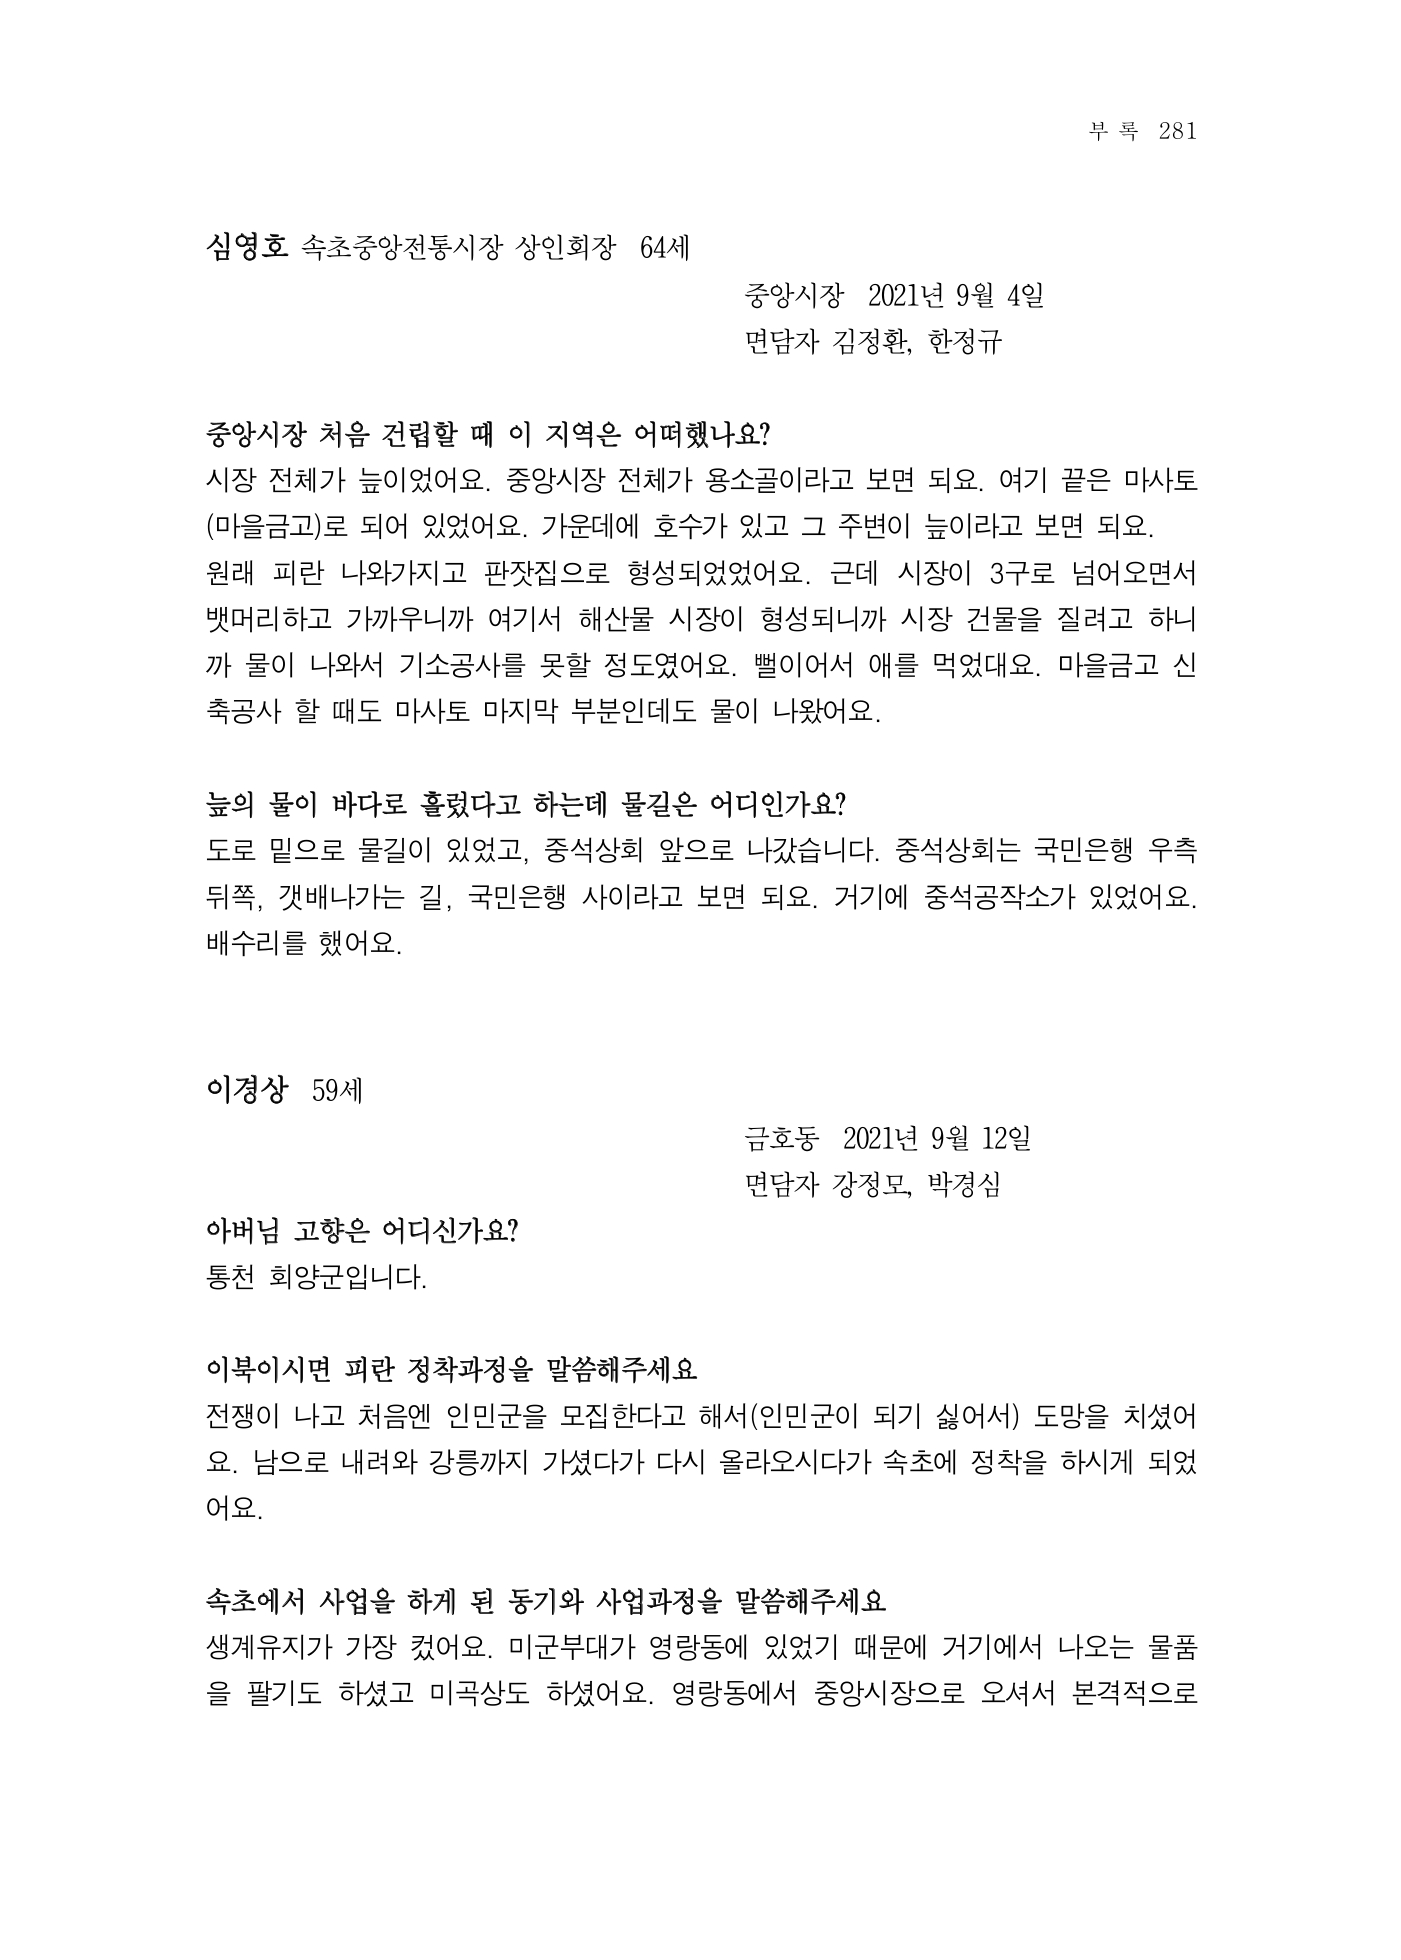 부 록 281
심영호 속초중앙전통시장 상인회장 64세
중앙시장 2021년 9월 4일
면담자 김정환, 한정규
중앙시장 처음 건립할 때 이 지역은 어떠했나요?
시장 전체가 늪이었어요. 중앙시장 전체가 용소골이라고 보면 되요. 여기 끝은 마사토
(마을금고)로 되어 있었어요. 가운데에 호수가 있고 그 주변이 늪이라고 보면 되요.
원래 피란 나와가지고 판잣집으로 형성되었었어요. 근데 시장이 3구로 넘어오면서
뱃머리하고 가까우니까 여기서 해산물 시장이 형성되니까 시장 건물을 질려고 하니
까 물이 나와서 기소공사를 못할 정도였어요. 뻘이어서 애를 먹었대요. 마을금고 신
축공사 할 때도 마사토 마지막 부분인데도 물이 나왔어요.
늪의 물이 바다로 흘렀다고 하는데 물길은 어디인가요?
도로 밑으로 물길이 있었고, 중석상회 앞으로 나갔습니다. 중석상회는 국민은행 우측
뒤쪽, 갯배나가는 길, 국민은행 사이라고 보면 되요. 거기에 중석공작소가 있었어요.
배수리를 했어요.
이경상 59세
금호동 2021년 9월 12일
면담자 강정모, 박경심
아버님 고향은 어디신가요?
통천 회양군입니다.
이북이시면 피란 정착과정을 말씀해주세요
전쟁이 나고 처음엔 인민군을 모집한다고 해서(인민군이 되기 싫어서) 도망을 치셨어
요. 남으로 내려와 강릉까지 가셨다가 다시 올라오시다가 속초에 정착을 하시게 되었
어요.
속초에서 사업을 하게 된 동기와 사업과정을 말씀해주세요
생계유지가 가장 컸어요. 미군부대가 영랑동에 있었기 때문에 거기에서 나오는 물품
을 팔기도 하셨고 미곡상도 하셨어요. 영랑동에서 중앙시장으로 오셔서 본격적으로